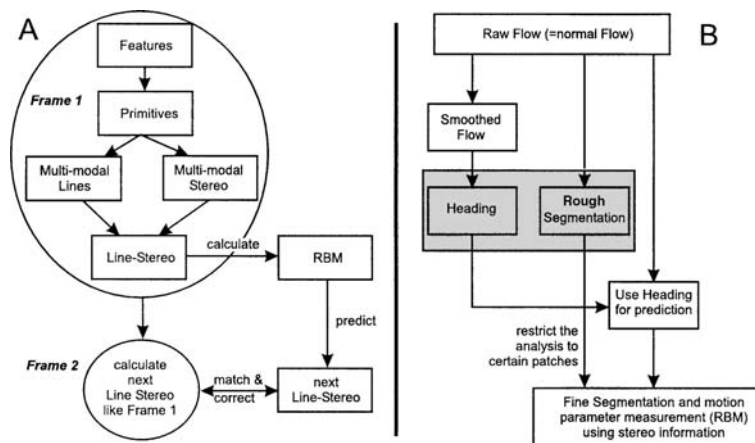 A
Features
Frame 1
Primitives
Multi-modal
Lines
Multi-modal
Stereo
Line-Stereo
calculate
RBM
predict
Frame 2
calculate
next
Line Stereo
like Frame 1
match &
correct
next
Line-Stereo
B
Raw Flow (=normal Flow)
Smoothed
Flow
Heading
Rough
Segmentation
Use Heading
for prediction
restrict the
analysis to
certain patches
Fine Segmentation and motion
parameter measurement (RBM)
using stereo information